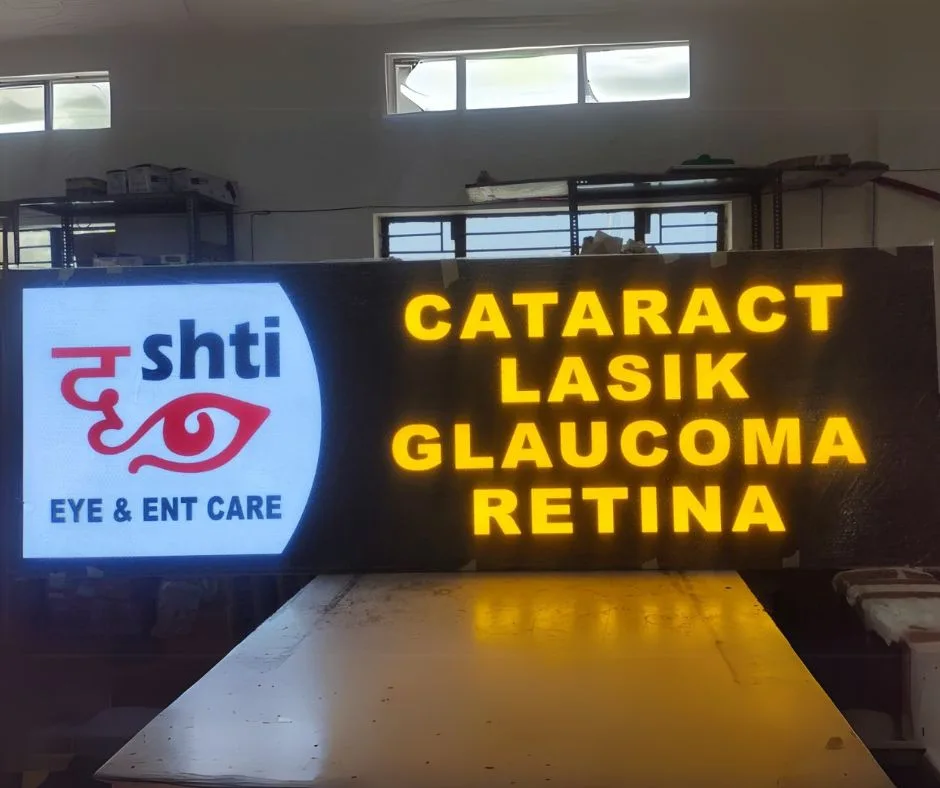 दृshti
EYE & ENT CARE
CATARACT
LASIK
GLAUCOMA
RETINA